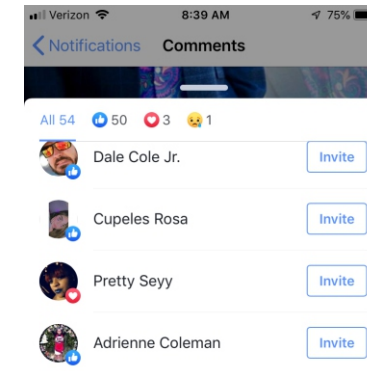 Verizon 8:39 AM 75%
Notifications Comments
All 54 50 3 1
Dale Cole Jr. Invite
Cupeles Rosa Invite
Pretty Seyy Invite
Adrienne Coleman Invite